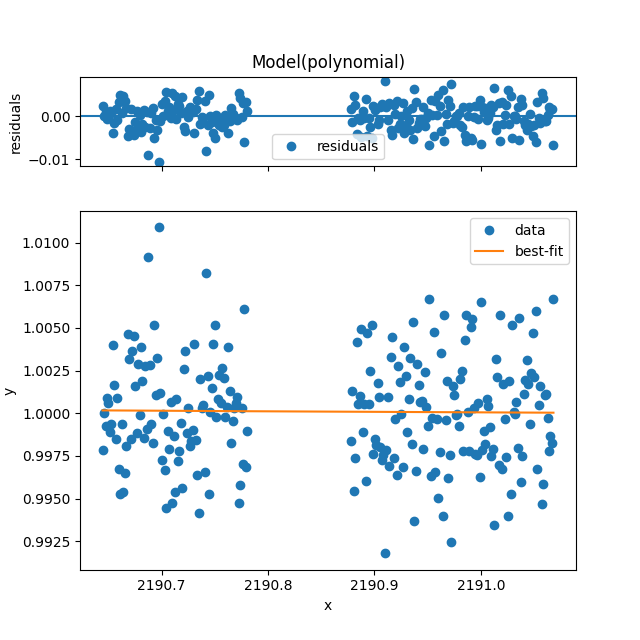 Model(polynomial)
residuals
0.00
−0.01
residuals
data
best-fit
y
1.0100
1.0075
1.0050
1.0025
1.0000
0.9975
0.9950
0.9925
2190.7 2190.8 2190.9 2191.0
x